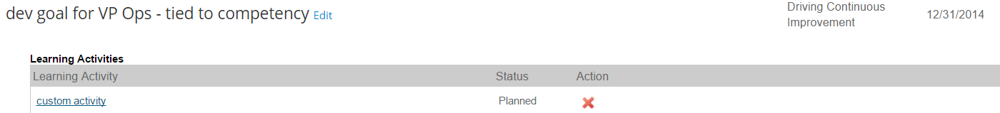 dev goal for VP Ops - tied to competency Edit
Driving Continuous
Improvement
12/31/2014
Learning Activities
Learning Activity Status Action
custom activity Planned